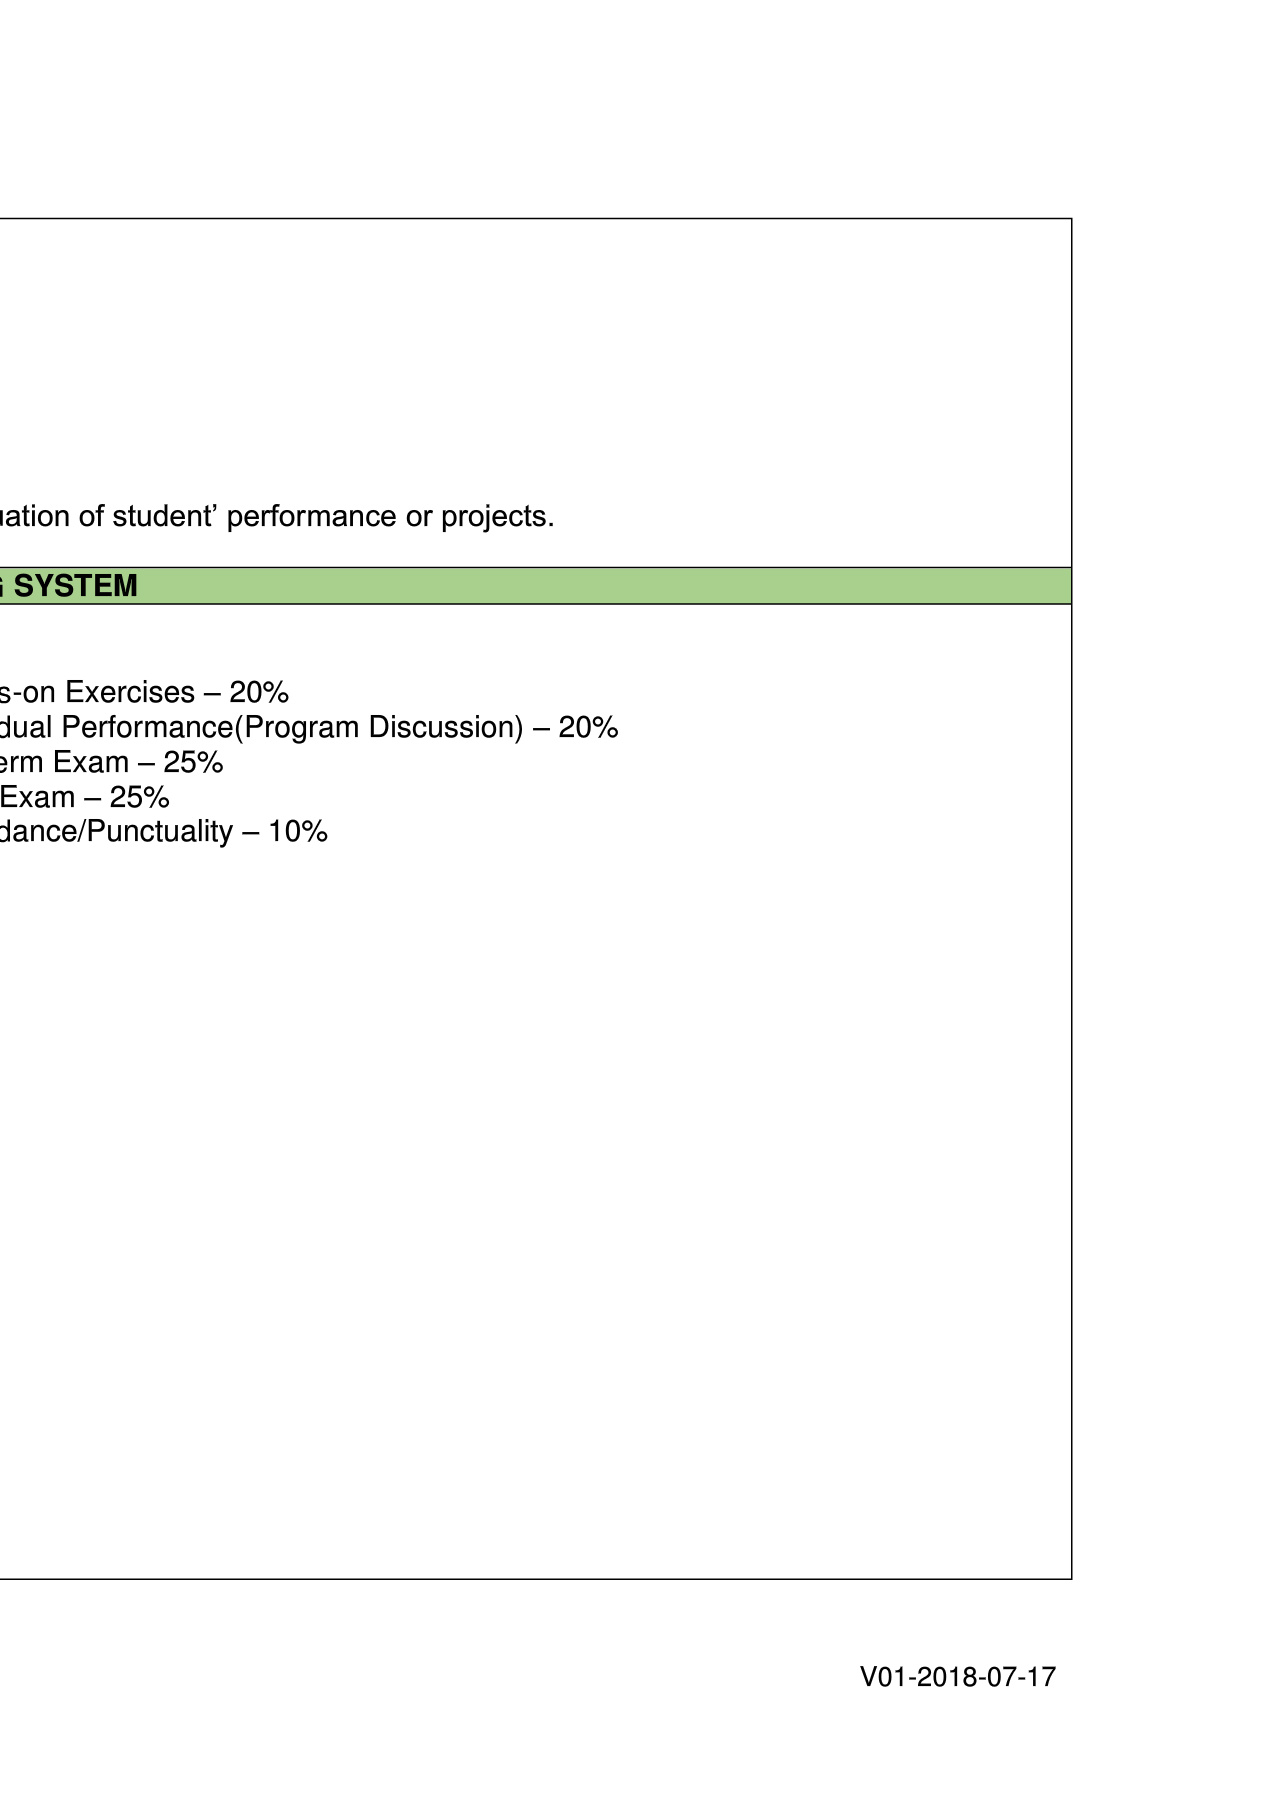 uation of student’ performance or projects.
G SYSTEM
s-on Exercises – 20%
dual Performance(Program Discussion) – 20%
erm Exam – 25%
Exam – 25%
dance/Punctuality – 10%
V01-2018-07-17